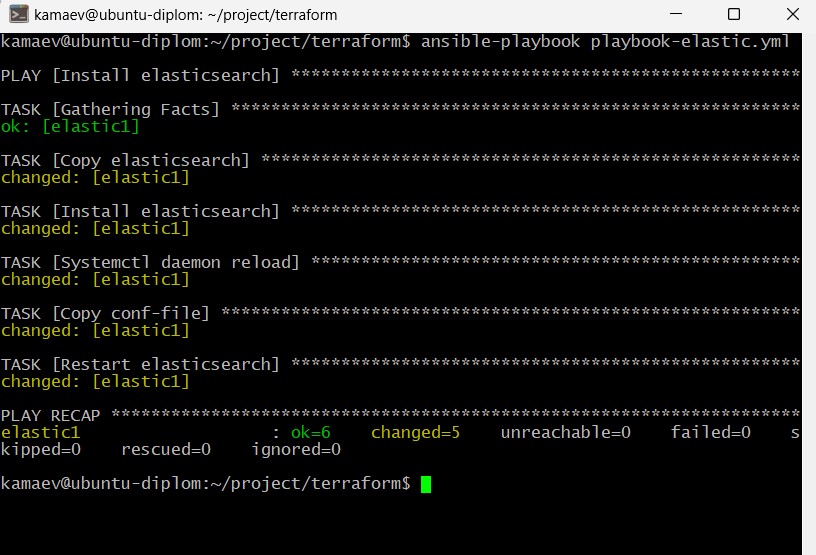 kamaev@ubuntu-diplom: ~/project/terraform
kamaev@ubuntu-diplom:~/project/terraform$ ansible-playbook playbook-elastic.yml
PLAY [Install elasticsearch] ***************************************************
TASK [Gathering Facts] *********************************************************
ok: [elastic1]
TASK [Copy elasticsearch] ******************************************************
changed: [elastic1]
TASK [Install elasticsearch] ***************************************************
changed: [elastic1]
TASK [Systemctl daemon reload] *************************************************
changed: [elastic1]
TASK [Copy conf-file] **********************************************************
changed: [elastic1]
TASK [Restart elasticsearch] ***************************************************
changed: [elastic1]
PLAY RECAP *********************************************************************
elastic1                   : ok=6    changed=5    unreachable=0    failed=0    s
kipped=0    rescued=0    ignored=0
kamaev@ubuntu-diplom:~/project/terraform$